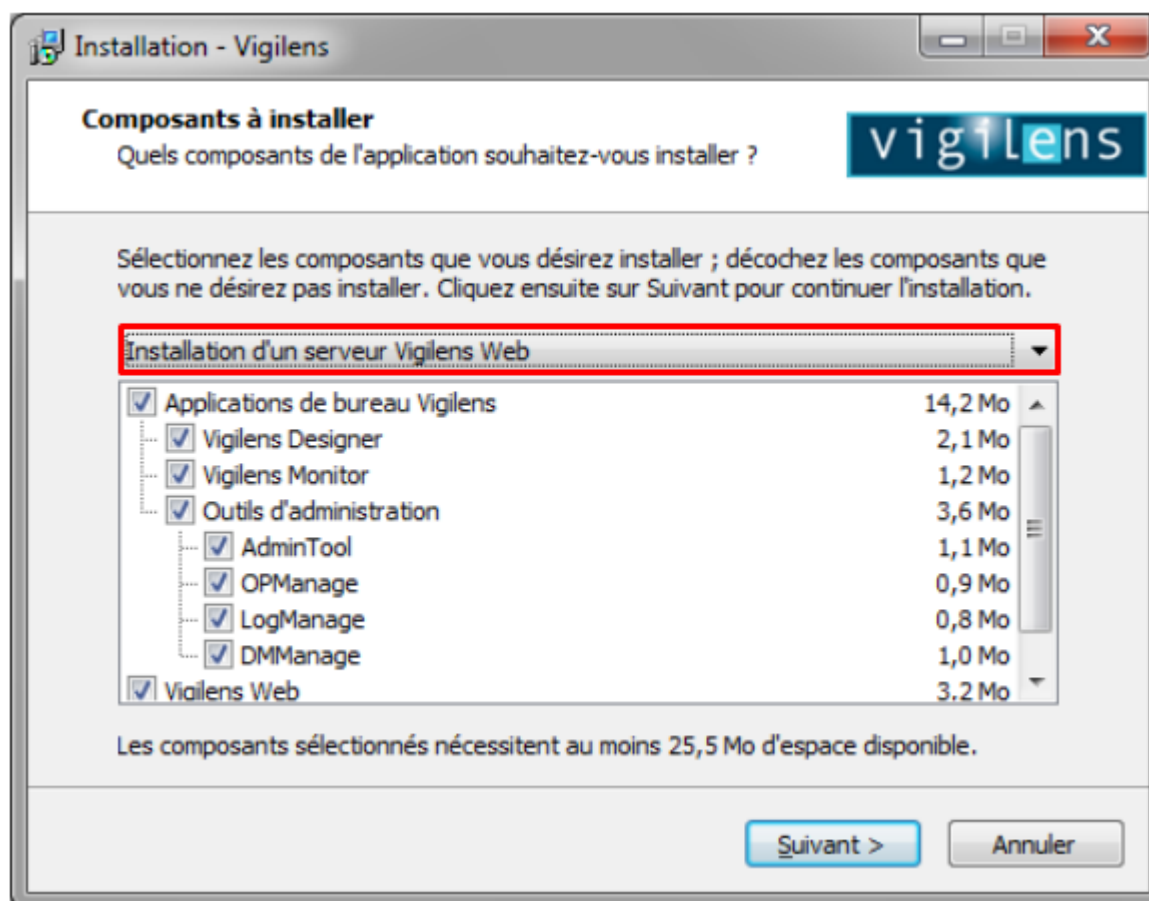 Installation - Vigilens
Composants à installer
Quels composants de l'application souhaitez-vous installer ?
vigilens
Sélectionnez les composants que vous désirez installer ; décochez les composants que
vous ne désirez pas installer. Cliquez ensuite sur Suivant pour continuer l'installation.
Installation d'un serveur Vigilens Web
Applications de bureau Vigilens 14,2 Mo
Vigilens Designer 2,1 Mo
Vigilens Monitor 1,2 Mo
Outils d'administration 3,6 Mo
AdminTool 1,1 Mo
OPManage 0,9 Mo
LogManage 0,8 Mo
DMManage 1,0 Mo
Vigilens Web 3,2 Mo
Les composants sélectionnés nécessitent au moins 25,5 Mo d'espace disponible.
Suivant > Annuler